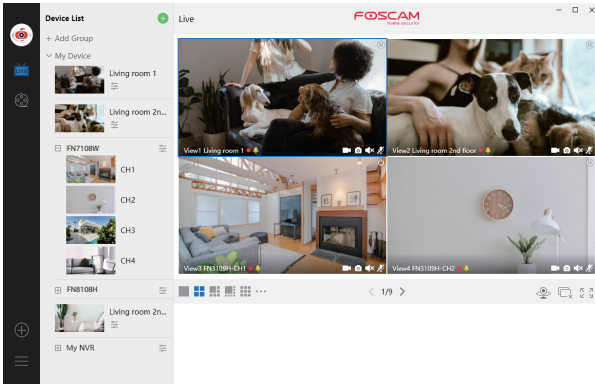 Device List
+ Add Group
My Device
Living room 1
Living room 2n...
IFN7108W
CH1
CH2
CH3
CH4
FN8108H
Living room 2n...
My NVR
Live
FOSCAM
home security
View1 Living room 1
View2 Living room 2nd floor
View3 FN3109H-CH1
View4 FN3109H-CH2
1/9